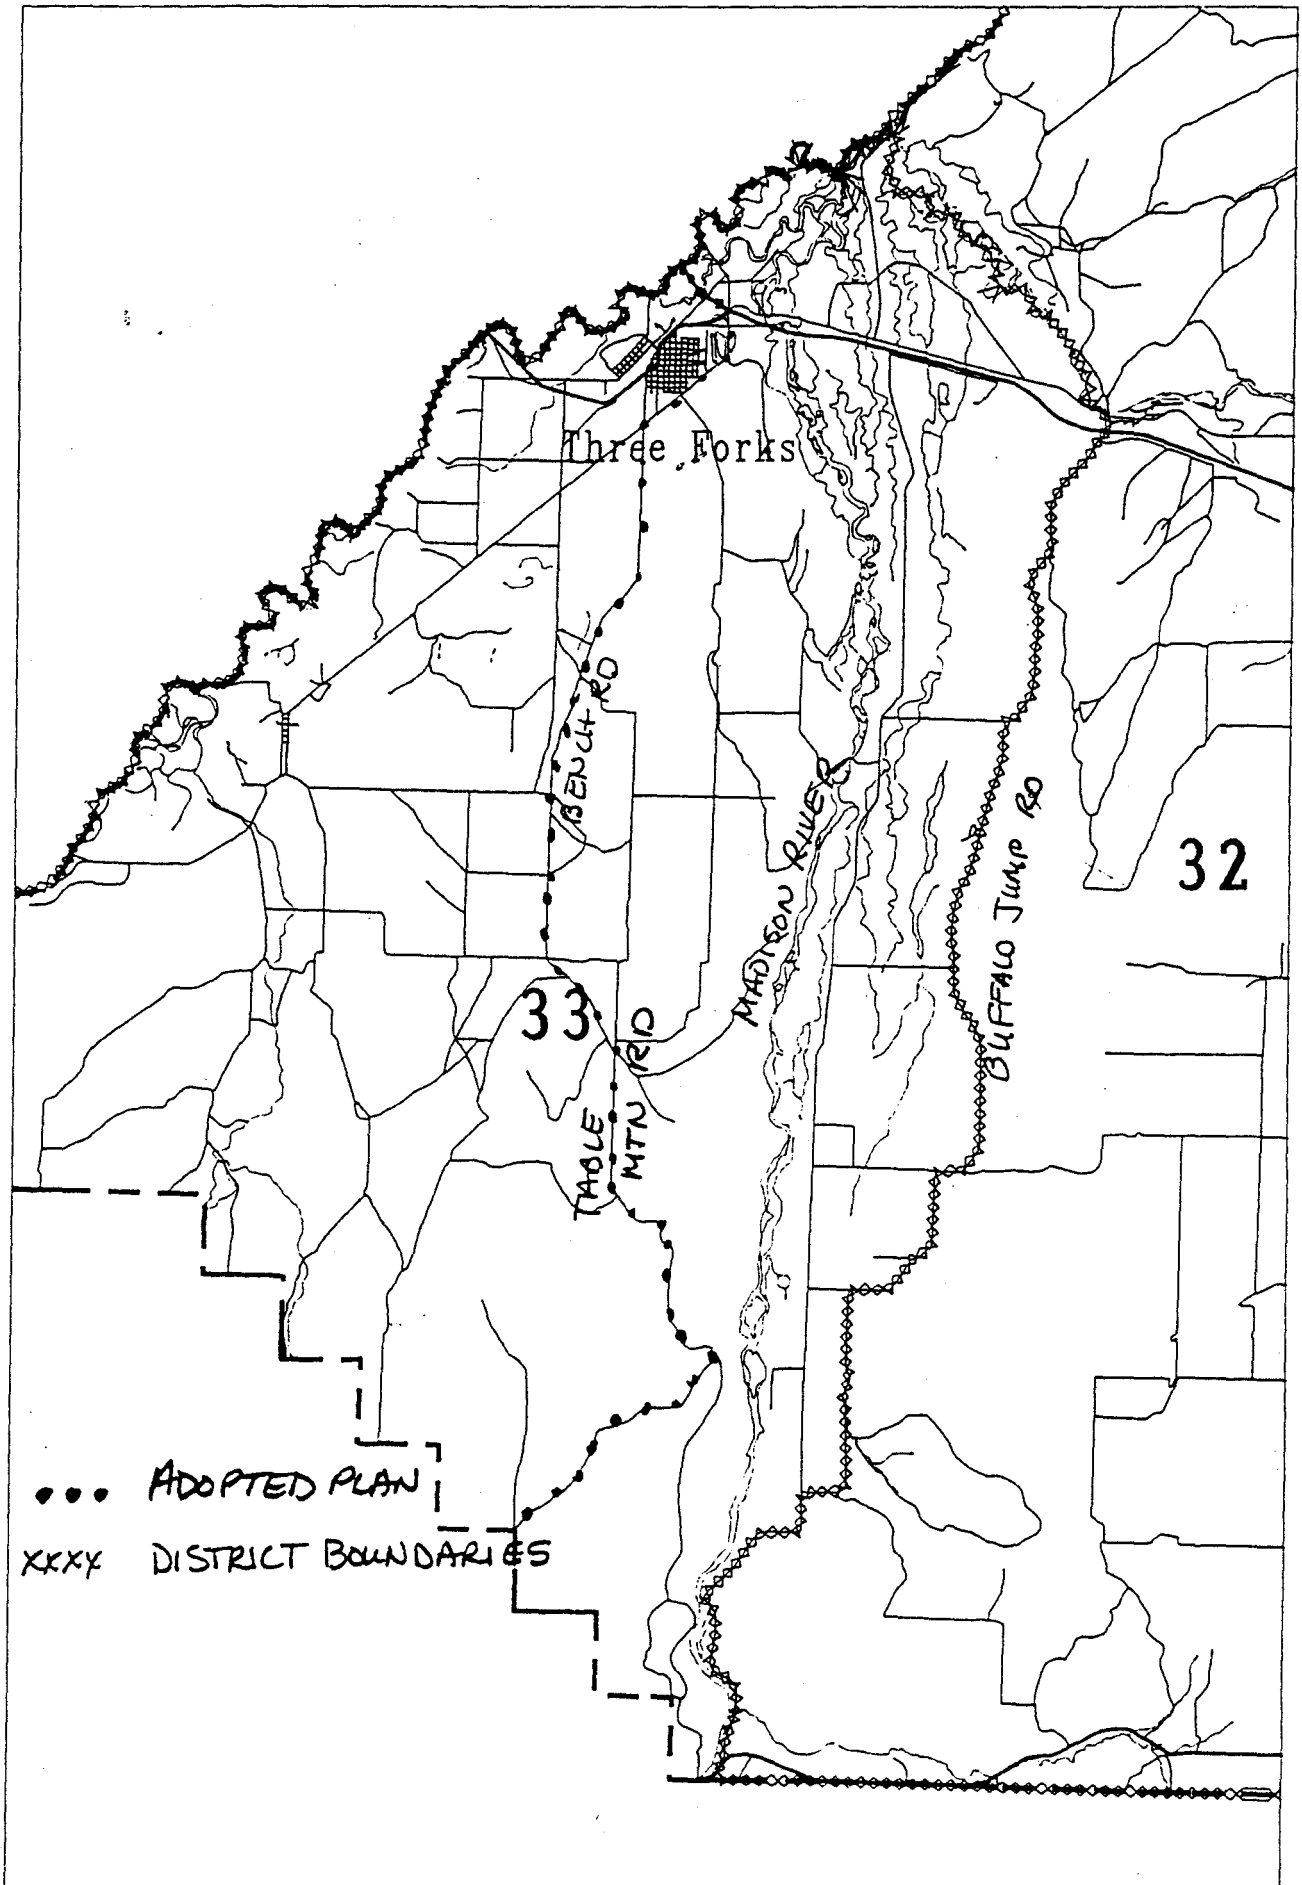 Three Forks
BENCH RD
MADISON RIVER
BUFFALO JUMP RD
32
33
TABLE
MTN RD
••• ADOPTED PLAN
XXXX DISTRICT BOUNDARIES